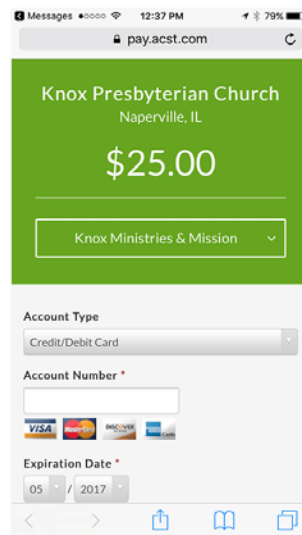 Messages 12:37 PM 79%
pay.acst.com
Knox Presbyterian Church
Naperville, IL
$25.00
Knox Ministries & Mission
Account Type
Credit/Debit Card
Account Number *
VISA MasterCard DISCOVER
Expiration Date *
05 / 2017